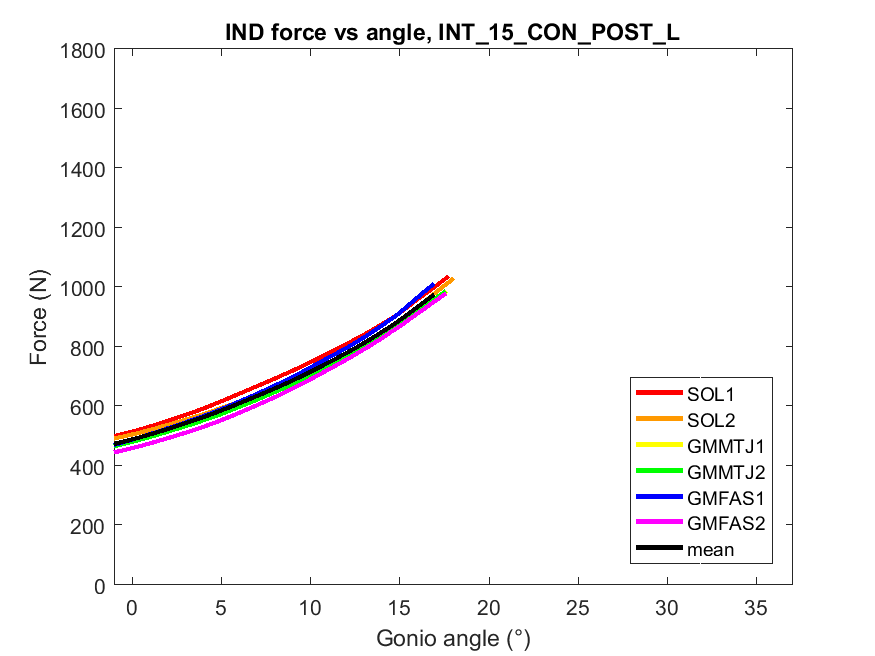 IND force vs angle, INT_15_CON_POST_L
1800
1600
1400
1200
1000
800
600
400
200
0
Force (N)
0 5 10 15 20 25 30 35
Gonio angle (°)
SOL1
SOL2
GMMTJ1
GMMTJ2
GMFAS1
GMFAS2
mean